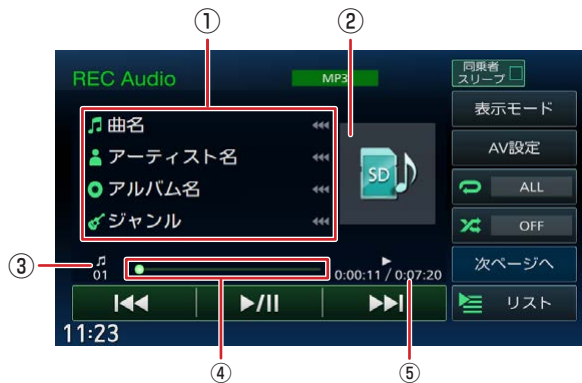 ①
②
REC Audio
MP3
同乗者
スリープ
曲名
アーティスト名
アルバム名
ジャンル
SD
表示モード
AV設定
ALL
OFF
次ページへ
リスト
③
01
0:00:11 / 0:07:20
11:23
④
⑤